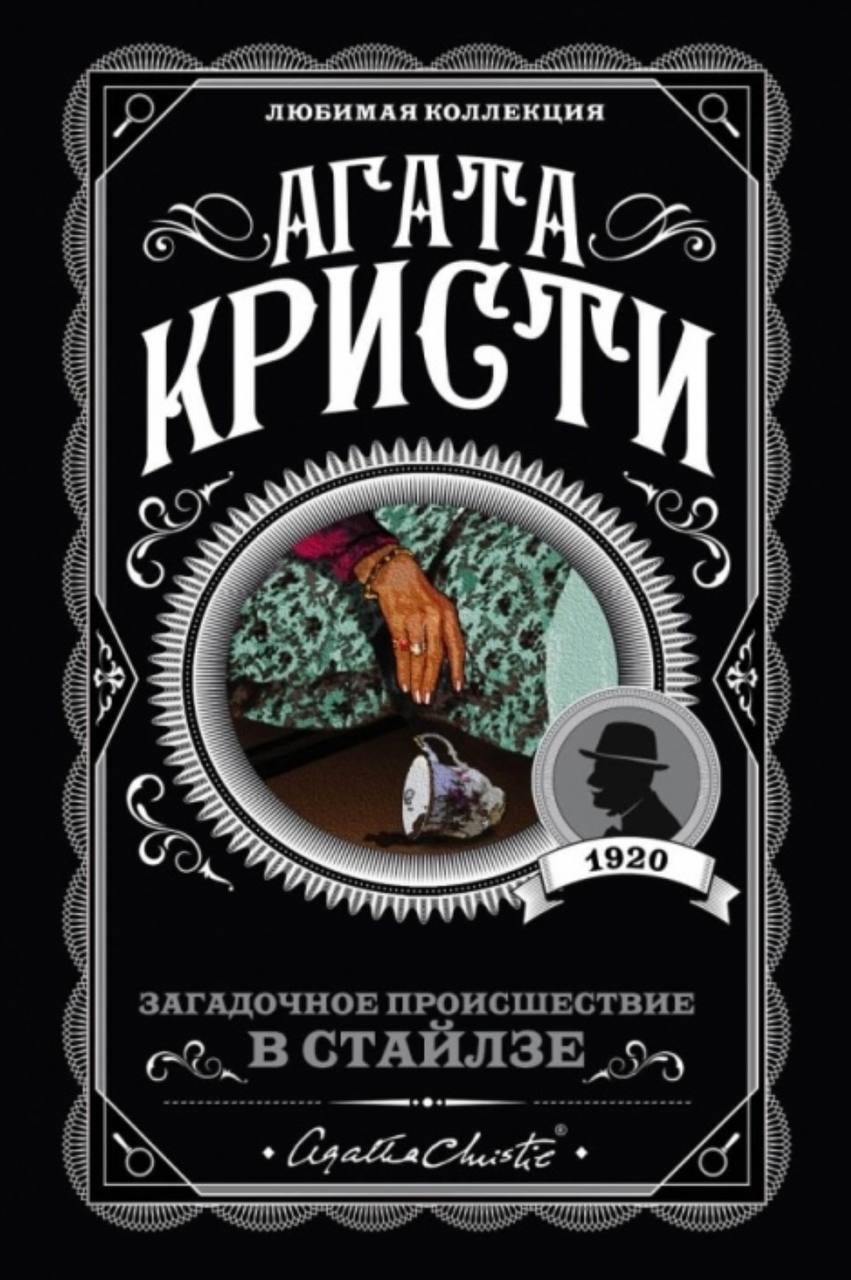 ЛЮБИМАЯ КОЛЛЕКЦИЯ
АГАТА
КРИСТИ
1920
ЗАГАДОЧНОЕ ПРОИСШЕСТВИЕ
В СТАЙЛЗЕ
Agatha Christie®